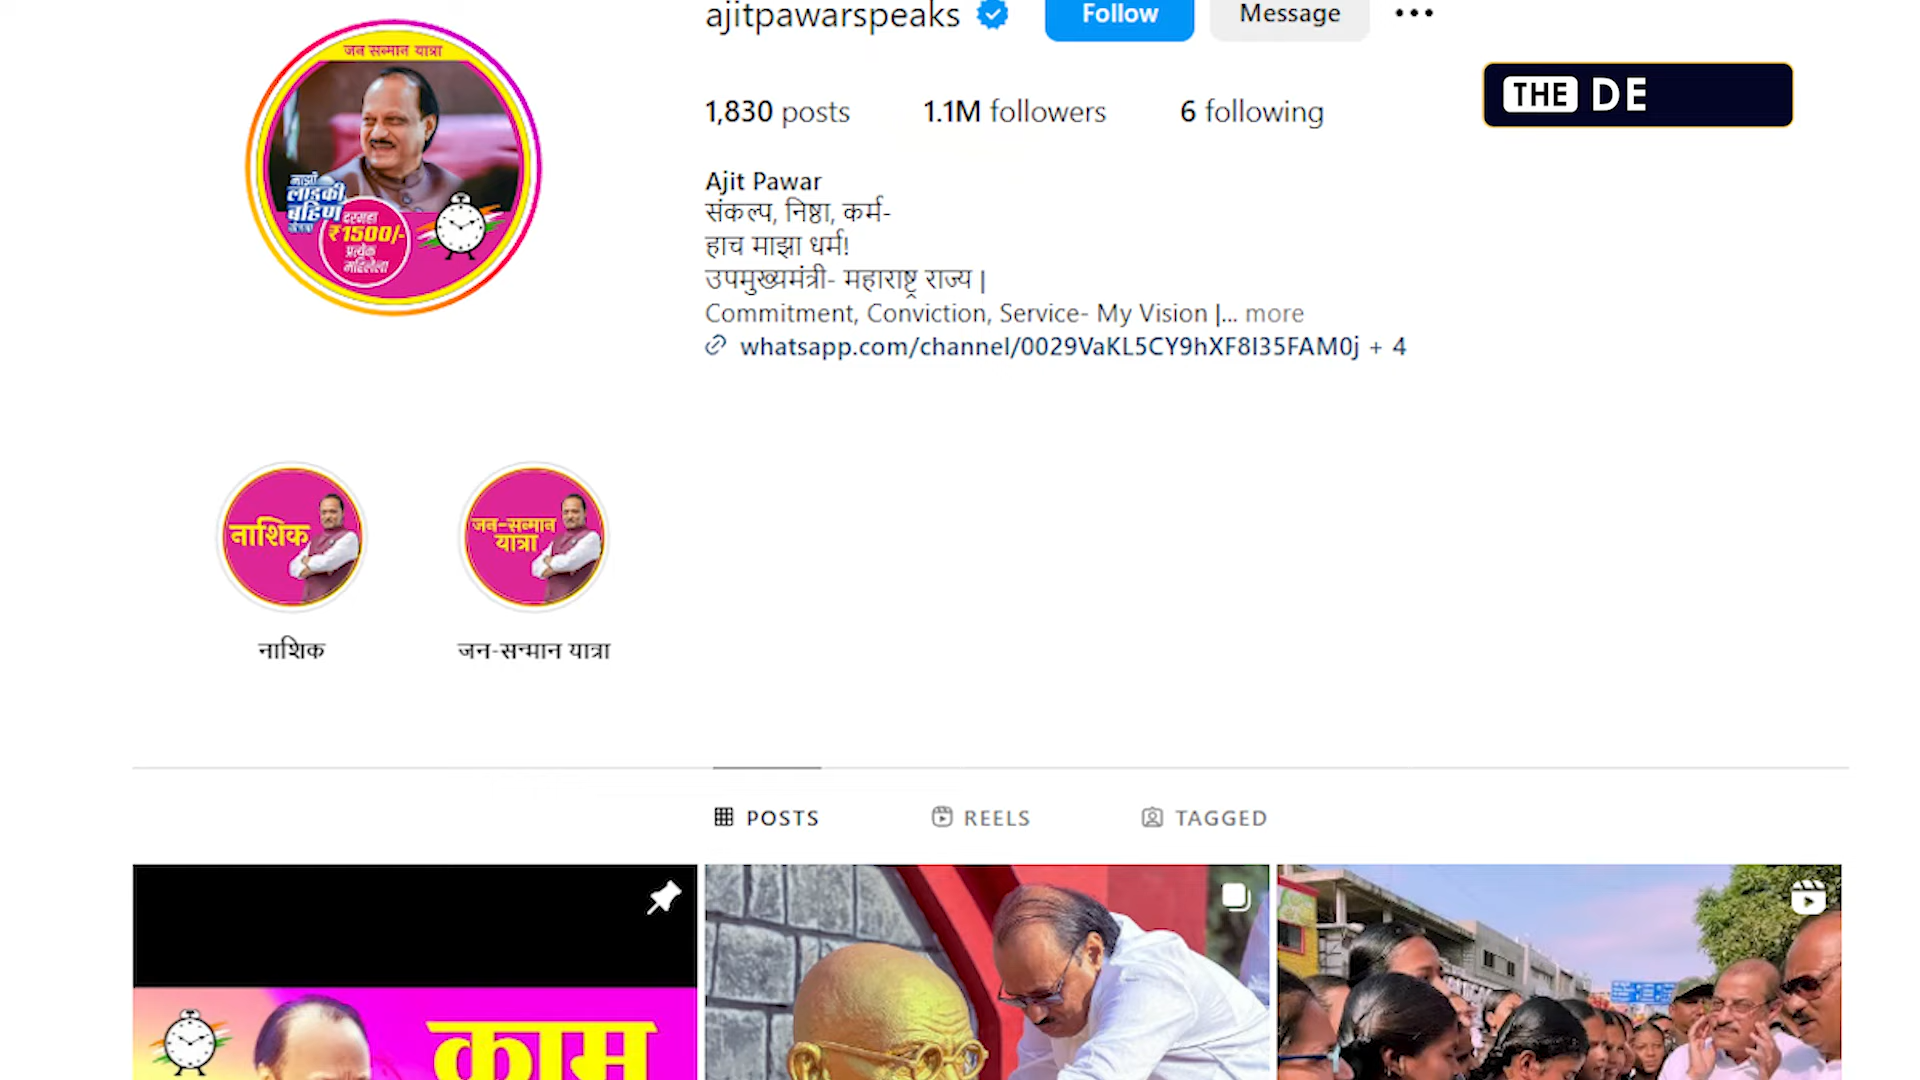 ajitpawarspeaks
Follow
Message
THE DE
1,830 posts
1.1M followers
6 following
Ajit Pawar
संकल्प, निष्ठा, कर्म-
हाच माझा धर्म!
उपमुख्यमंत्री- महाराष्ट्र राज्य |
Commitment, Conviction, Service- My Vision |... more
whatsapp.com/channel/0029VaKL5CY9hXF8I35FAM0j + 4
जन सन्मान यात्रा
माझी
लाडकी
बहिण
योजना
दरमहा
₹1500/-
प्रत्येक
महिलेला
नाशिक
जन-सन्मान
यात्रा
नाशिक
जन-सन्मान यात्रा
POSTS
REELS
TAGGED
काम